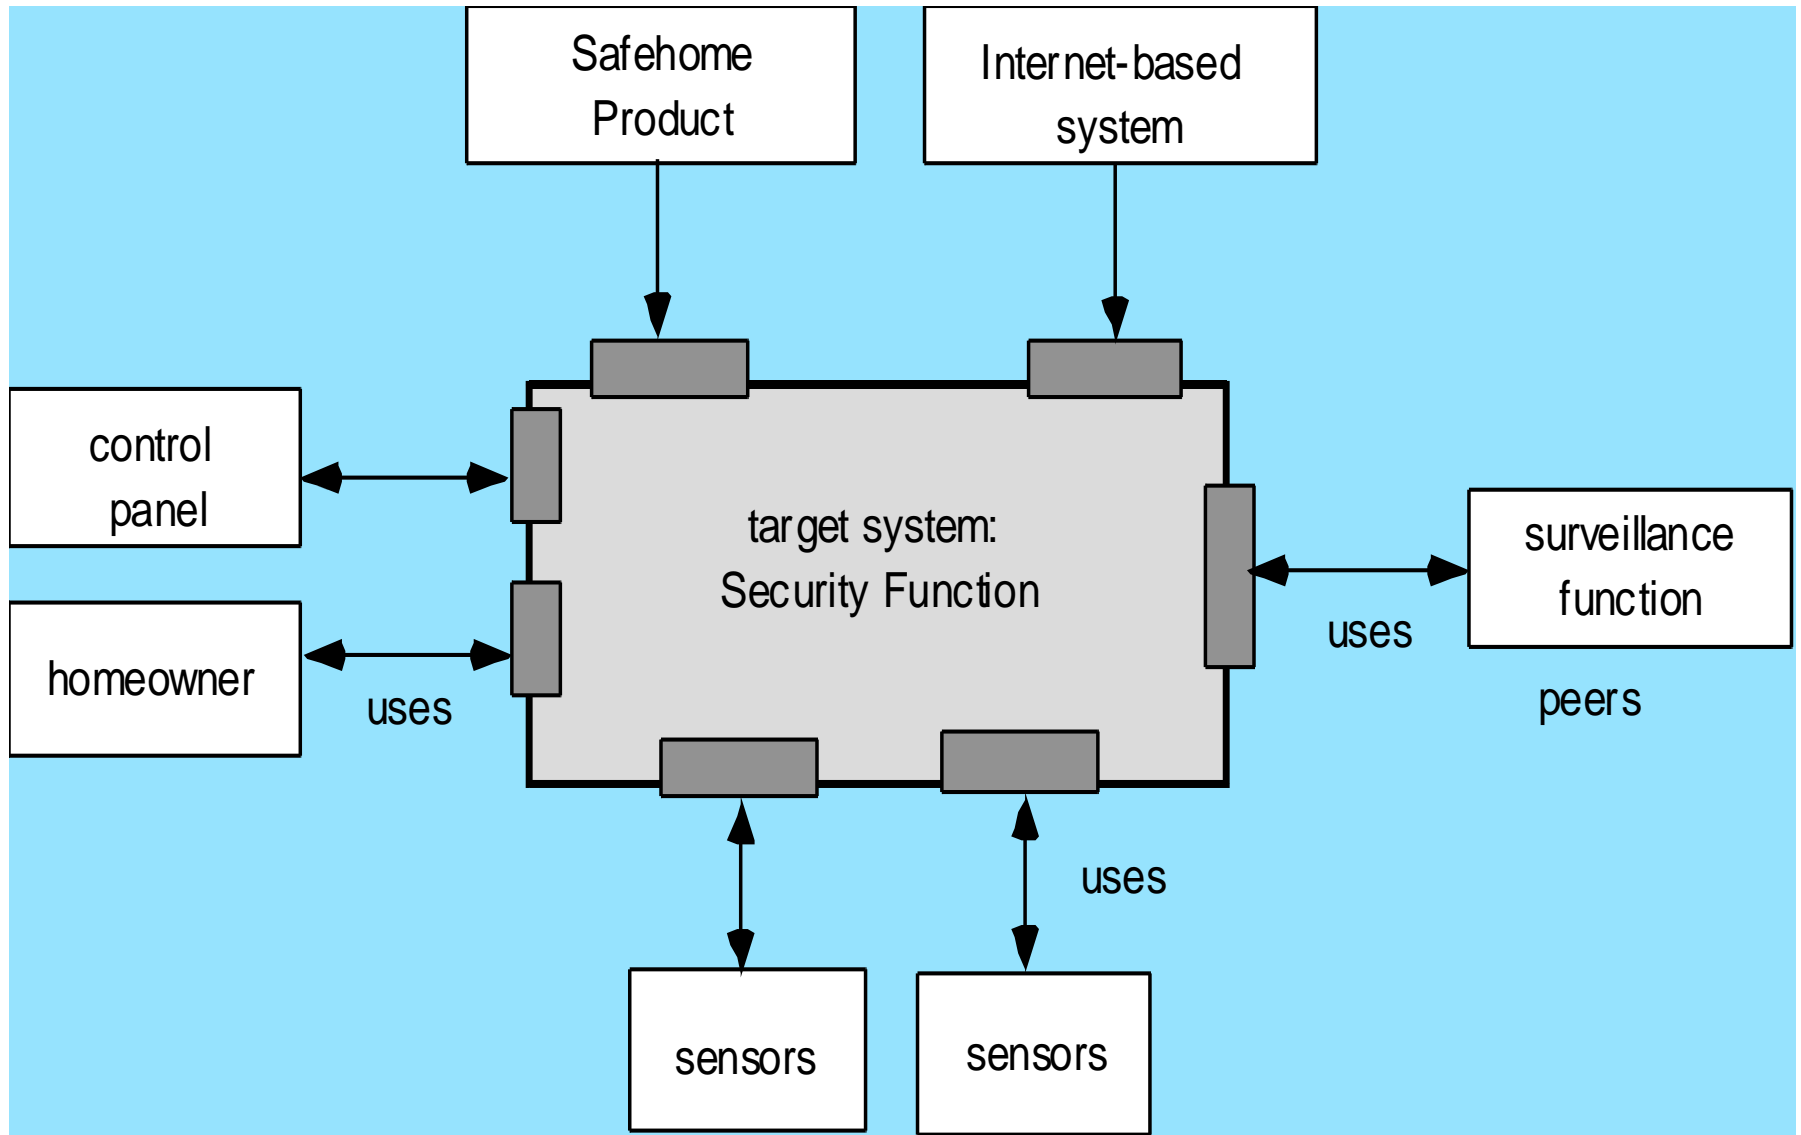 Safehome
Product
Internet-based
system
control
panel
target system:
Security Function
surveillance
function
homeowner
uses
uses
peers
uses
sensors
sensors